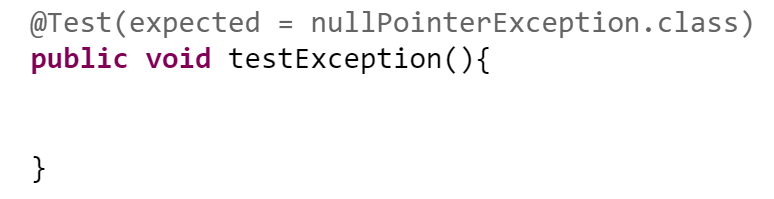 @Test(expected = nullPointerException.class)
public void testException(){
}